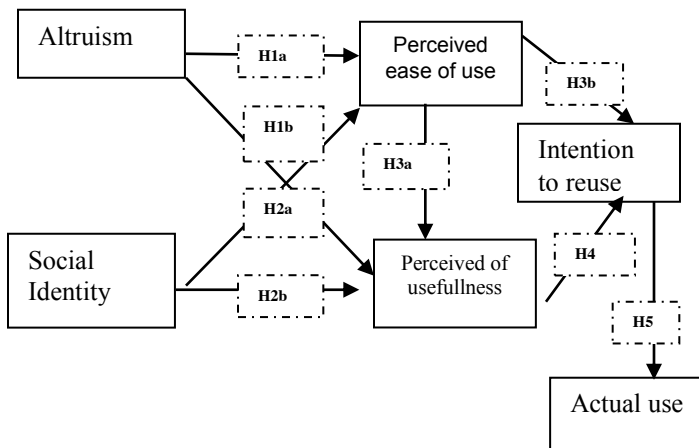 Altruism
H1a
Perceived
ease of use
H3b
H1b
H3a
Intention
to reuse
H2a
Social
Identity
Perceived of
usefullness
H4
H2b
H5
Actual use